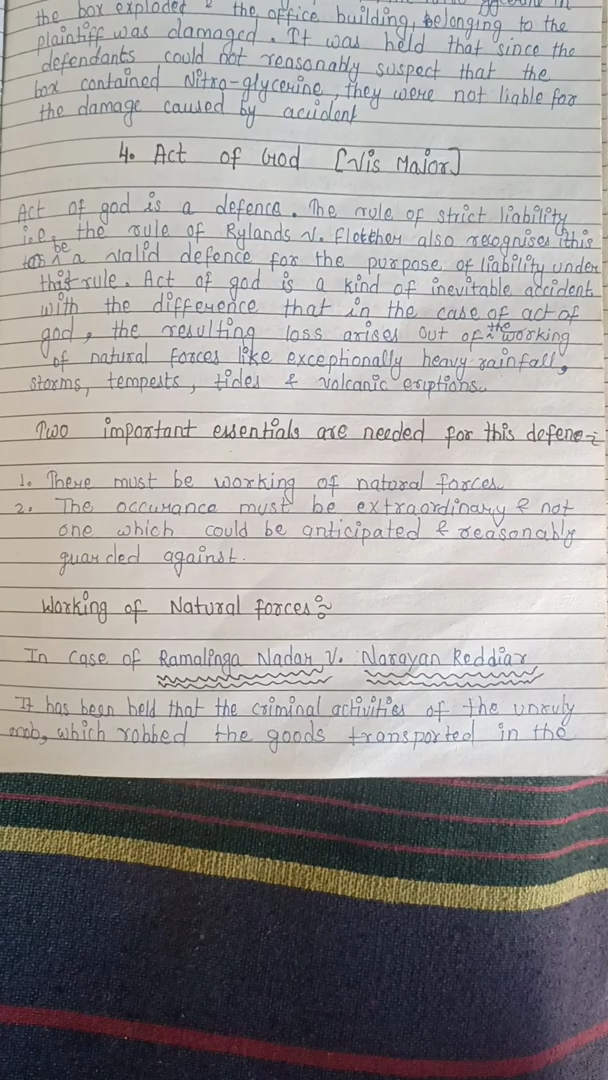 the box exploded & the office building, belonging to the
plaintiff was damaged. It was held that since the
defendants could not reasonably suspect that the
box contained Nitro-glycerine, they were not liable for
the damage caused by accident
4. Act of God [Vis Major]
Act of god is a defence. The rule of strict liability
i.e. the rule of Rylands V. Fletcher also recognises this
to be a valid defence for the purpose of liability under
that rule. Act of god is a kind of inevitable accident
with the difference that in the case of act of
god, the resulting loss arises out of the working
of natural forces like exceptionally heavy rainfall,
storms, tempests, tides & volcanic eriptions.
Two important essentials are needed for this defence-:
1. There must be working of natural forces
2. The occurance must be extraordinary & not
one which could be anticipated & reasonably
guarded against.
Working of Natural forces:~
In case of Ramalinga Nadar V. Narayan Reddiar
It has been held that the criminal activities of the unruly
mob, which robbed the goods transported in the